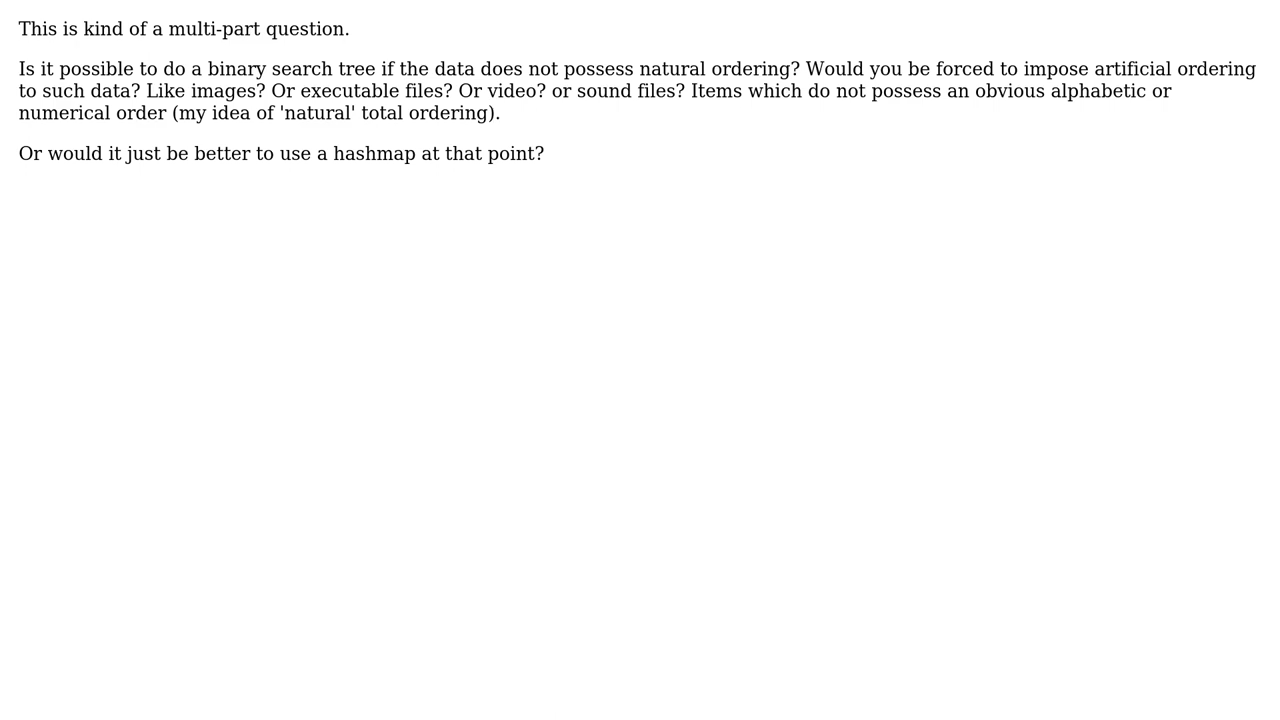 This is kind of a multi-part question.
Is it possible to do a binary search tree if the data does not possess natural ordering? Would you be forced to impose artificial ordering
to such data? Like images? Or executable files? Or video? or sound files? Items which do not possess an obvious alphabetic or
numerical order (my idea of 'natural' total ordering).
Or would it just be better to use a hashmap at that point?